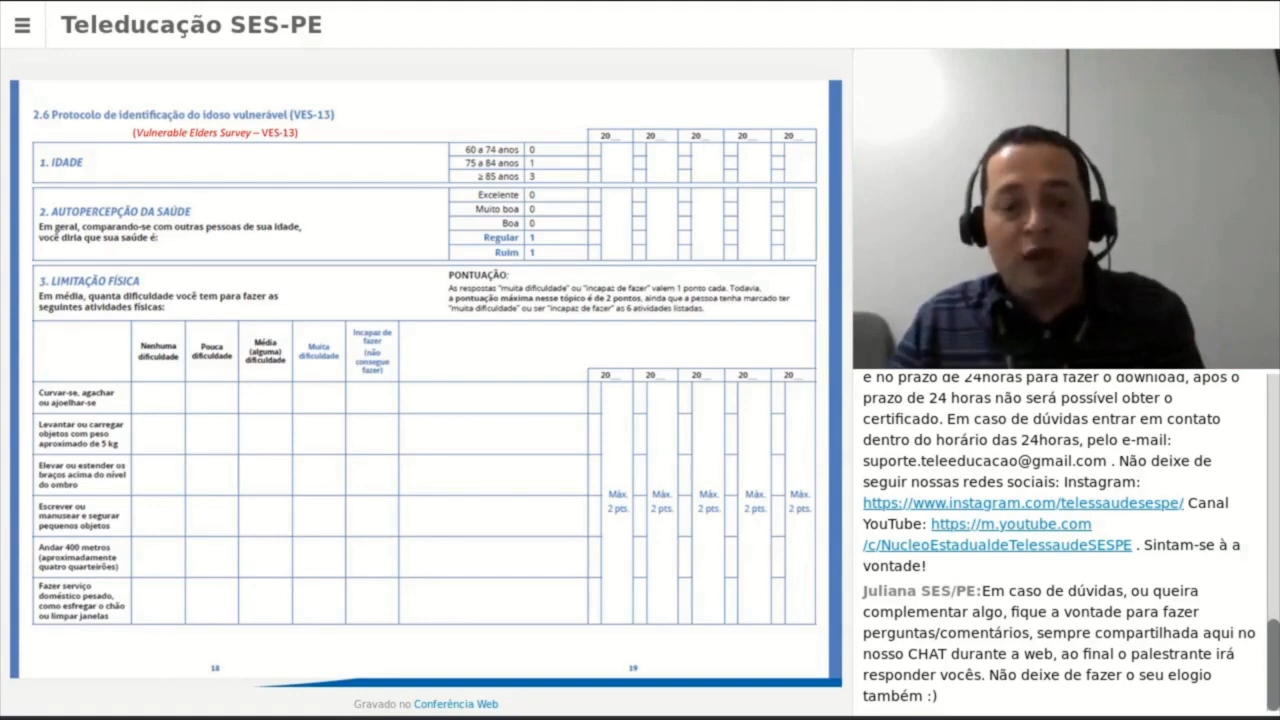 Teleducação SES-PE
2.6 Protocolo de identificação do idoso vulnerável (VES-13)
(Vulnerable Elders Survey – VES-13)
20__ 20__ 20__ 20__ 20__
1. IDADE
60 a 74 anos 0
75 a 84 anos 1
≥ 85 anos 3
2. AUTOPERCEPÇÃO DA SAÚDE
Em geral, comparando-se com outras pessoas de sua idade,
você diria que sua saúde é:
Excelente 0
Muito boa 0
Boa 0
Regular 1
Ruim 1
3. LIMITAÇÃO FÍSICA
Em média, quanta dificuldade você tem para fazer as
seguintes atividades físicas:
PONTUAÇÃO:
As respostas "muita dificuldade" ou "incapaz de fazer" valem 1 ponto cada. Todavia,
a pontuação máxima nesse tópico é de 2 pontos, ainda que a pessoa tenha marcado ter
"muita dificuldade" ou ser "incapaz de fazer" as 6 atividades listadas.
Nenhuma
dificuldade
Pouca
dificuldade
Média
(alguma)
dificuldade
Muita
dificuldade
Incapaz de
fazer
(não
consegue
fazer)
20__ 20__ 20__ 20__ 20__
Curvar-se, agachar
ou ajoelhar-se
Levantar ou carregar
objetos com peso
aproximado de 5 kg
Elevar ou estender os
braços acima do nível
do ombro
Escrever ou
manusear e segurar
pequenos objetos
Andar 400 metros
(aproximadamente
quatro quarteirões)
Fazer serviço
doméstico pesado,
como esfregar o chão
ou limpar janelas
Máx. Máx. Máx. Máx. Máx.
2 pts. 2 pts. 2 pts. 2 pts. 2 pts.
18
19
Gravado no Conferência Web
e no prazo de 24horas para fazer o download, após o
prazo de 24 horas não será possível obter o
certificado. Em caso de dúvidas entrar em contato
dentro do horário das 24horas, pelo e-mail:
suporte.teleeducacao@gmail.com . Não deixe de
seguir nossas redes sociais: Instagram:
https://www.instagram.com/telessaudesespe/ Canal
YouTube: https://m.youtube.com
/c/NucleoEstadualdeTelessaudeSESPE . Sintam-se à a
vontade!
Juliana SES/PE:Em caso de dúvidas, ou queira
complementar algo, fique a vontade para fazer
perguntas/comentários, sempre compartilhada aqui no
nosso CHAT durante a web, ao final o palestrante irá
responder vocês. Não deixe de fazer o seu elogio
também :)